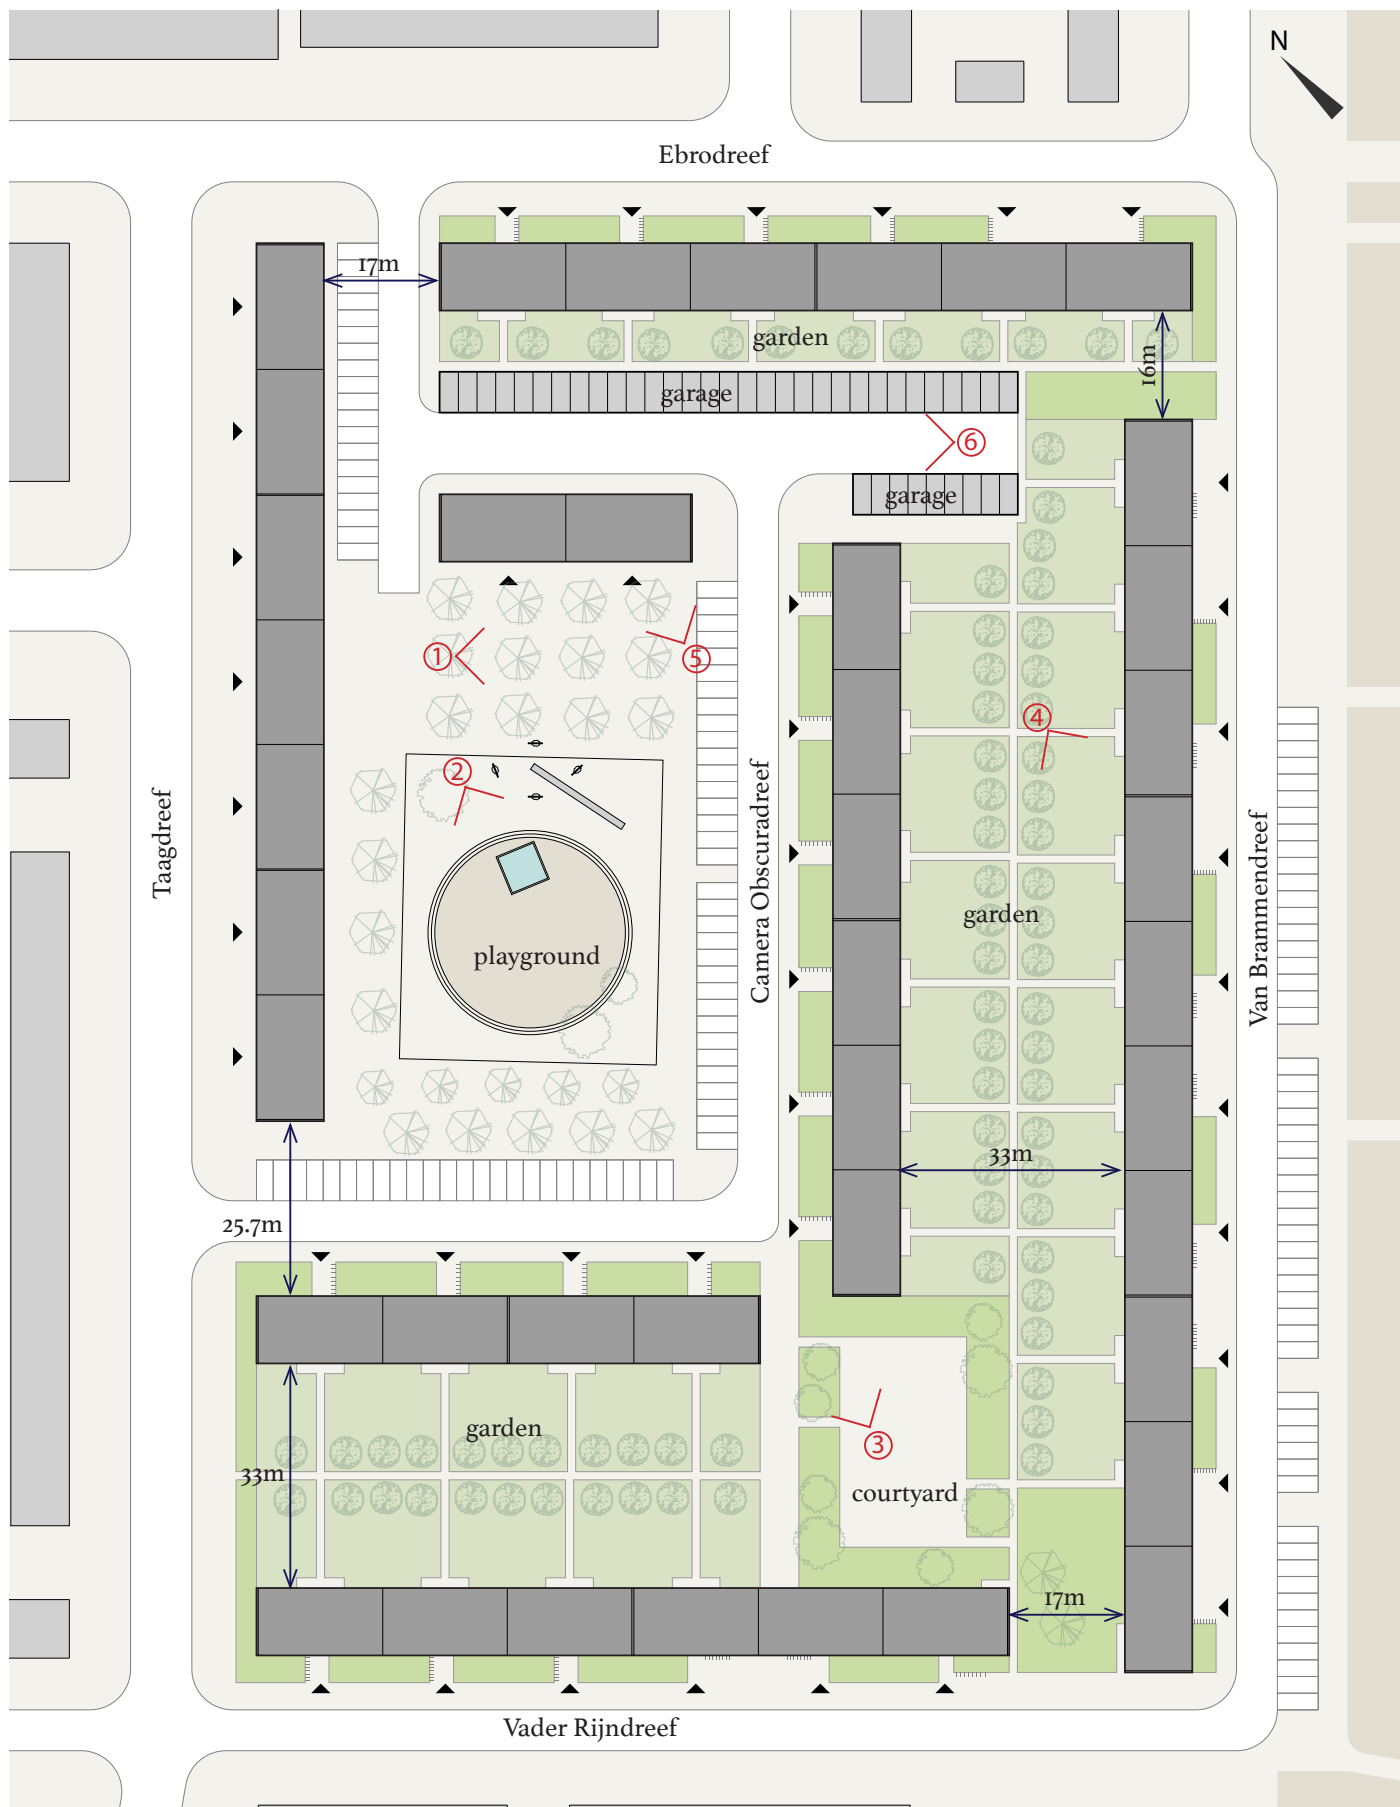 N
Ebrodreef
17m
garden
16m
garage
6
garage
1
5
4
2
Taagdreef
Camera Obscuradreef
Van Brammendreef
garden
playground
33m
25.7m
garden
3
33m
courtyard
17m
Vader Rijndreef